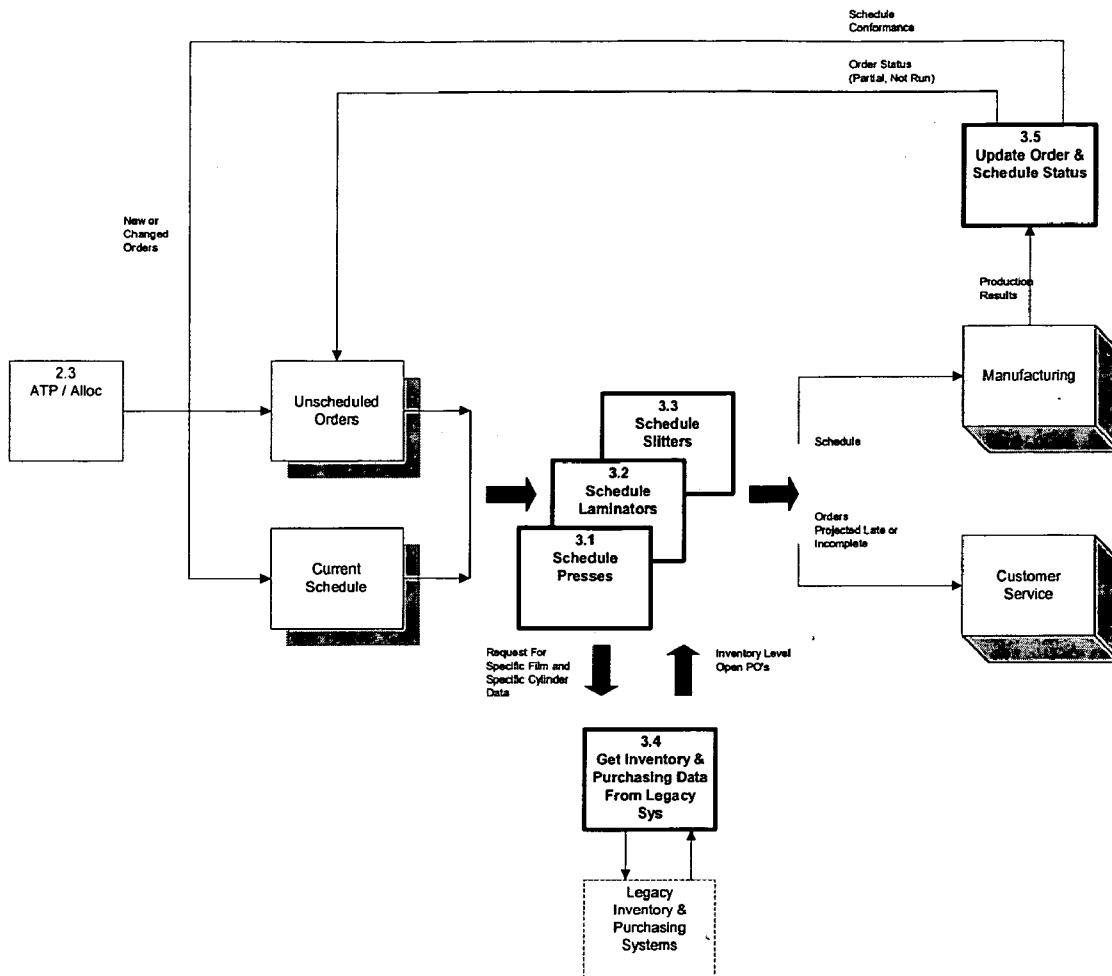 Schedule
Conformance
Order Status
(Partial, Not Run)
3.5
Update Order &
Schedule Status
New or
Changed
Orders
Production
Results
2.3
ATP / Alloc
Unscheduled
Orders
Manufacturing
3.3
Schedule
Slitters
Schedule
3.2
Schedule
Laminators
Orders
Projected Late or
Incomplete
3.1
Schedule
Presses
Current
Schedule
Customer
Service
Request For
Specific Film and
Specific Cylinder
Data
Inventory Level
Open PO's
3.4
Get Inventory &
Purchasing Data
From Legacy
Sys
Legacy
Inventory &
Purchasing
Systems